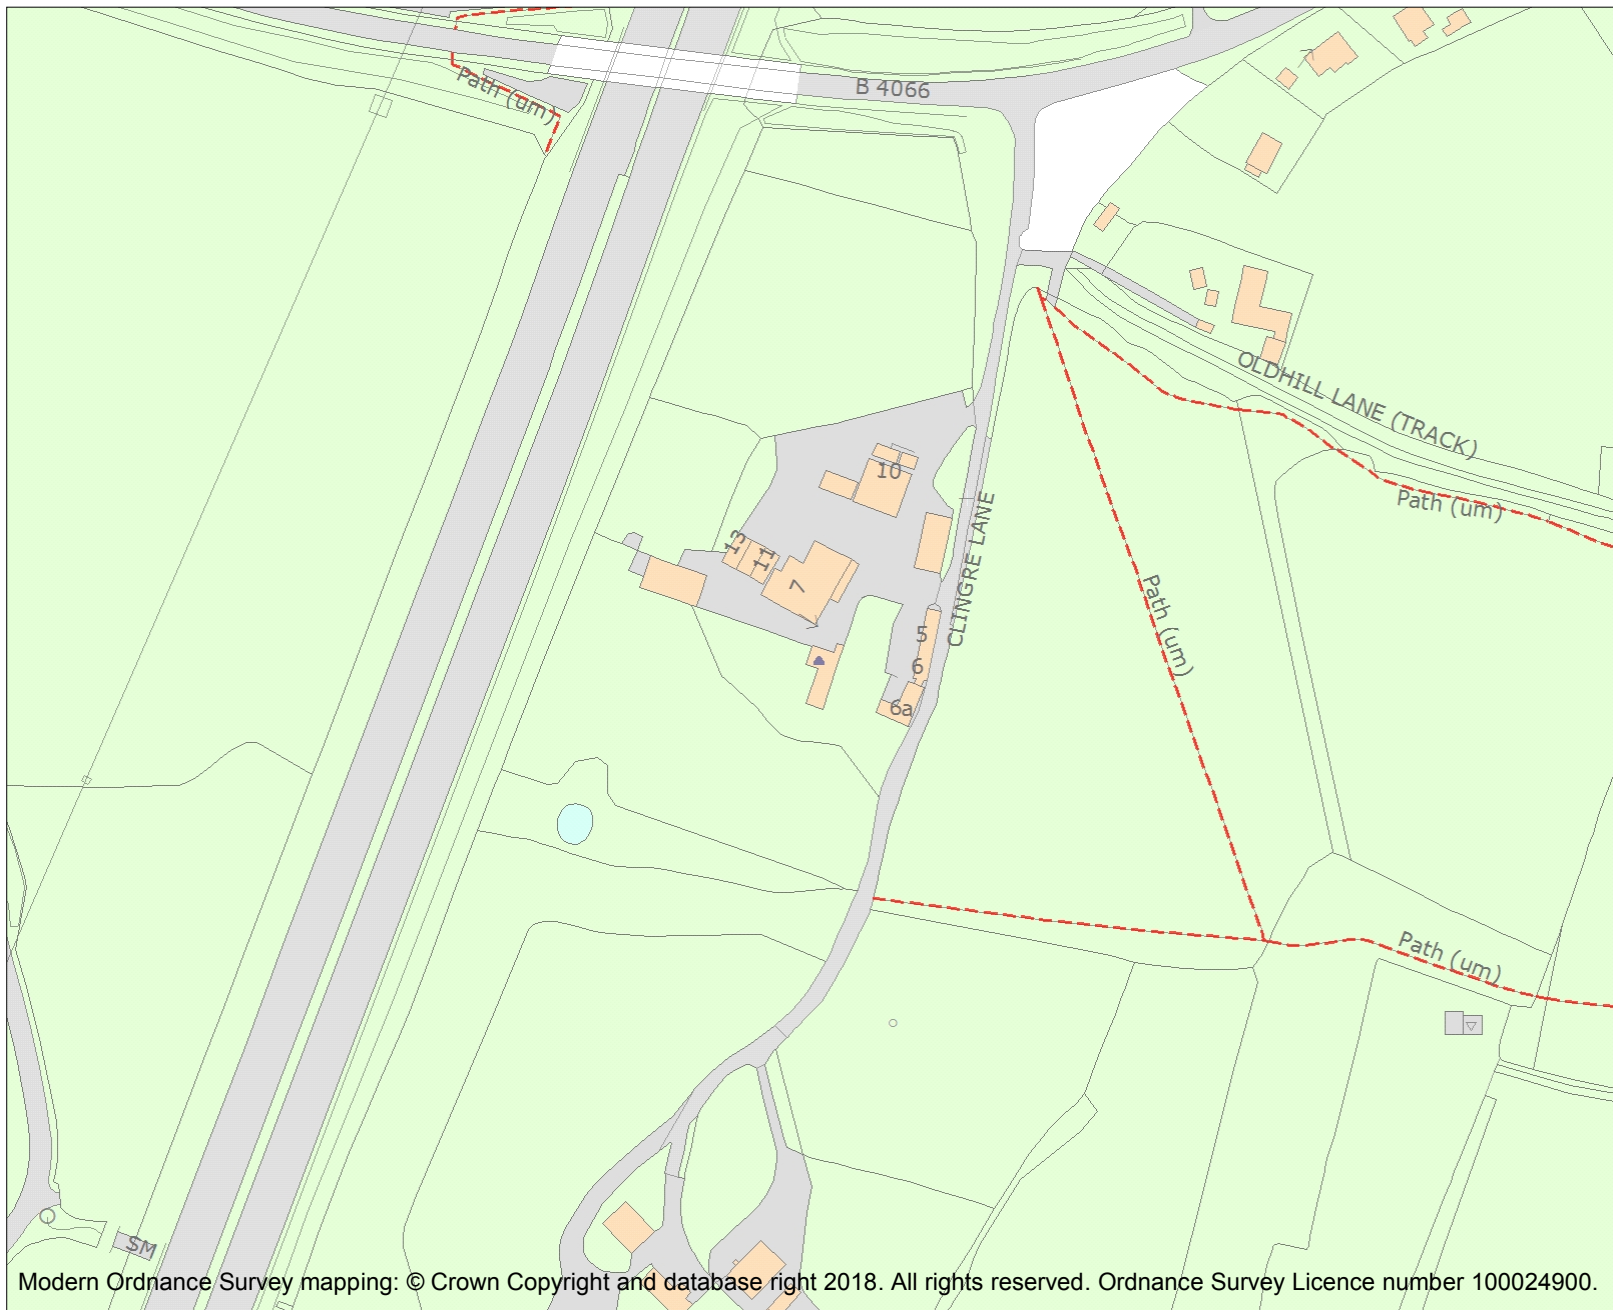 Path (um)
B 4066
OLDHILL LANE (TRACK)
10
Path (um)
CLINGRE LANE
13
11
7
Path (um)
5
6
6a
Path (um)
SM
Modern Ordnance Survey mapping: © Crown Copyright and database right 2018. All rights reserved. Ordnance Survey Licence number 100024900.